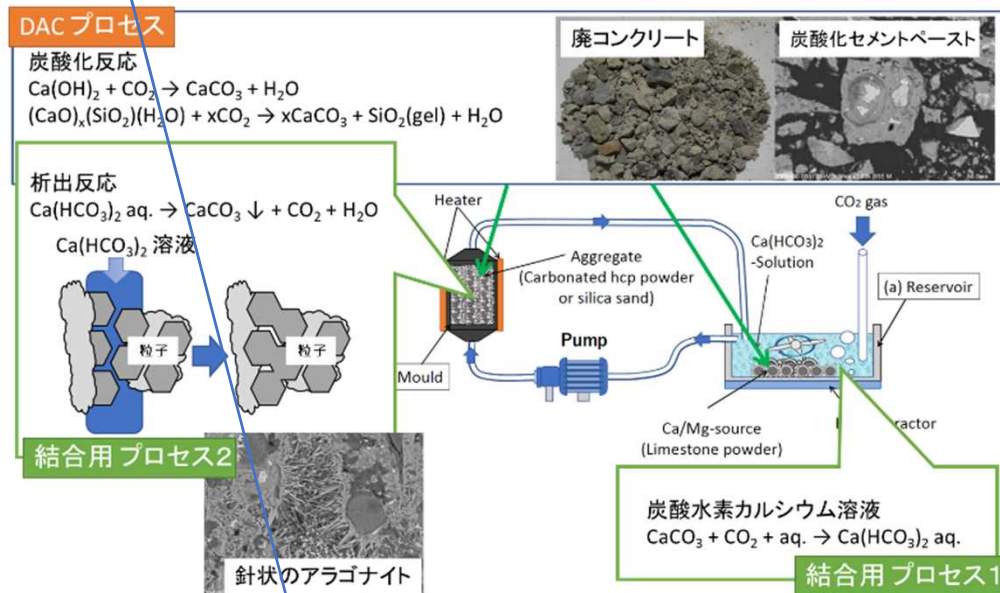 DAC プロセス
炭酸化反応
Ca(OH)₂ + CO₂ → CaCO₃ + H₂O
(CaO)ₓ(SiO₂)(H₂O) + xCO₂ → xCaCO₃ + SiO₂(gel) + H₂O
廃コンクリート
炭酸化セメントペースト
析出反応
Ca(HCO₃)₂ aq. → CaCO₃ ↓ + CO₂ + H₂O
Ca(HCO₃)₂ 溶液
粒子
粒子
結合用 プロセス2
針状のアラゴナイト
Heater
Aggregate
(Carbonated hcp powder
or silica sand)
Mould
Pump
Ca(HCO₃)₂
-Solution
CO₂ gas
(a) Reservoir
Ca/Mg-source
(Limestone powder)
炭酸水素カルシウム溶液
CaCO₃ + CO₂ + aq. → Ca(HCO₃)₂ aq.
結合用 プロセス1